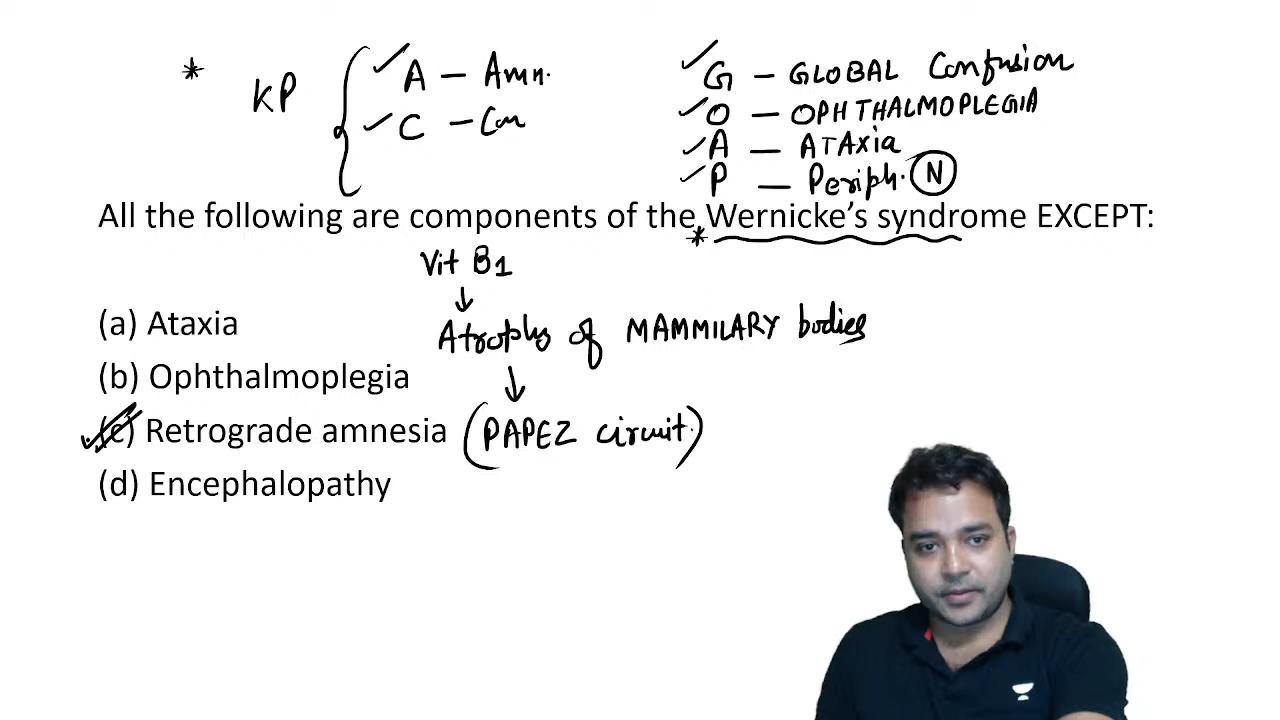 * KP A – Amn.
C – Con
G – GLOBAL Confusion
O – OPHTHALMOPLEGIA
A – ATAxia
P – Periph. N
All the following are components of the Wernicke's syndrome EXCEPT:
*
Vit B1
(a) Ataxia
Atrophy of MAMMILARY bodies
(b) Ophthalmoplegia
(c) Retrograde amnesia (PAPEZ circuit.)
(d) Encephalopathy